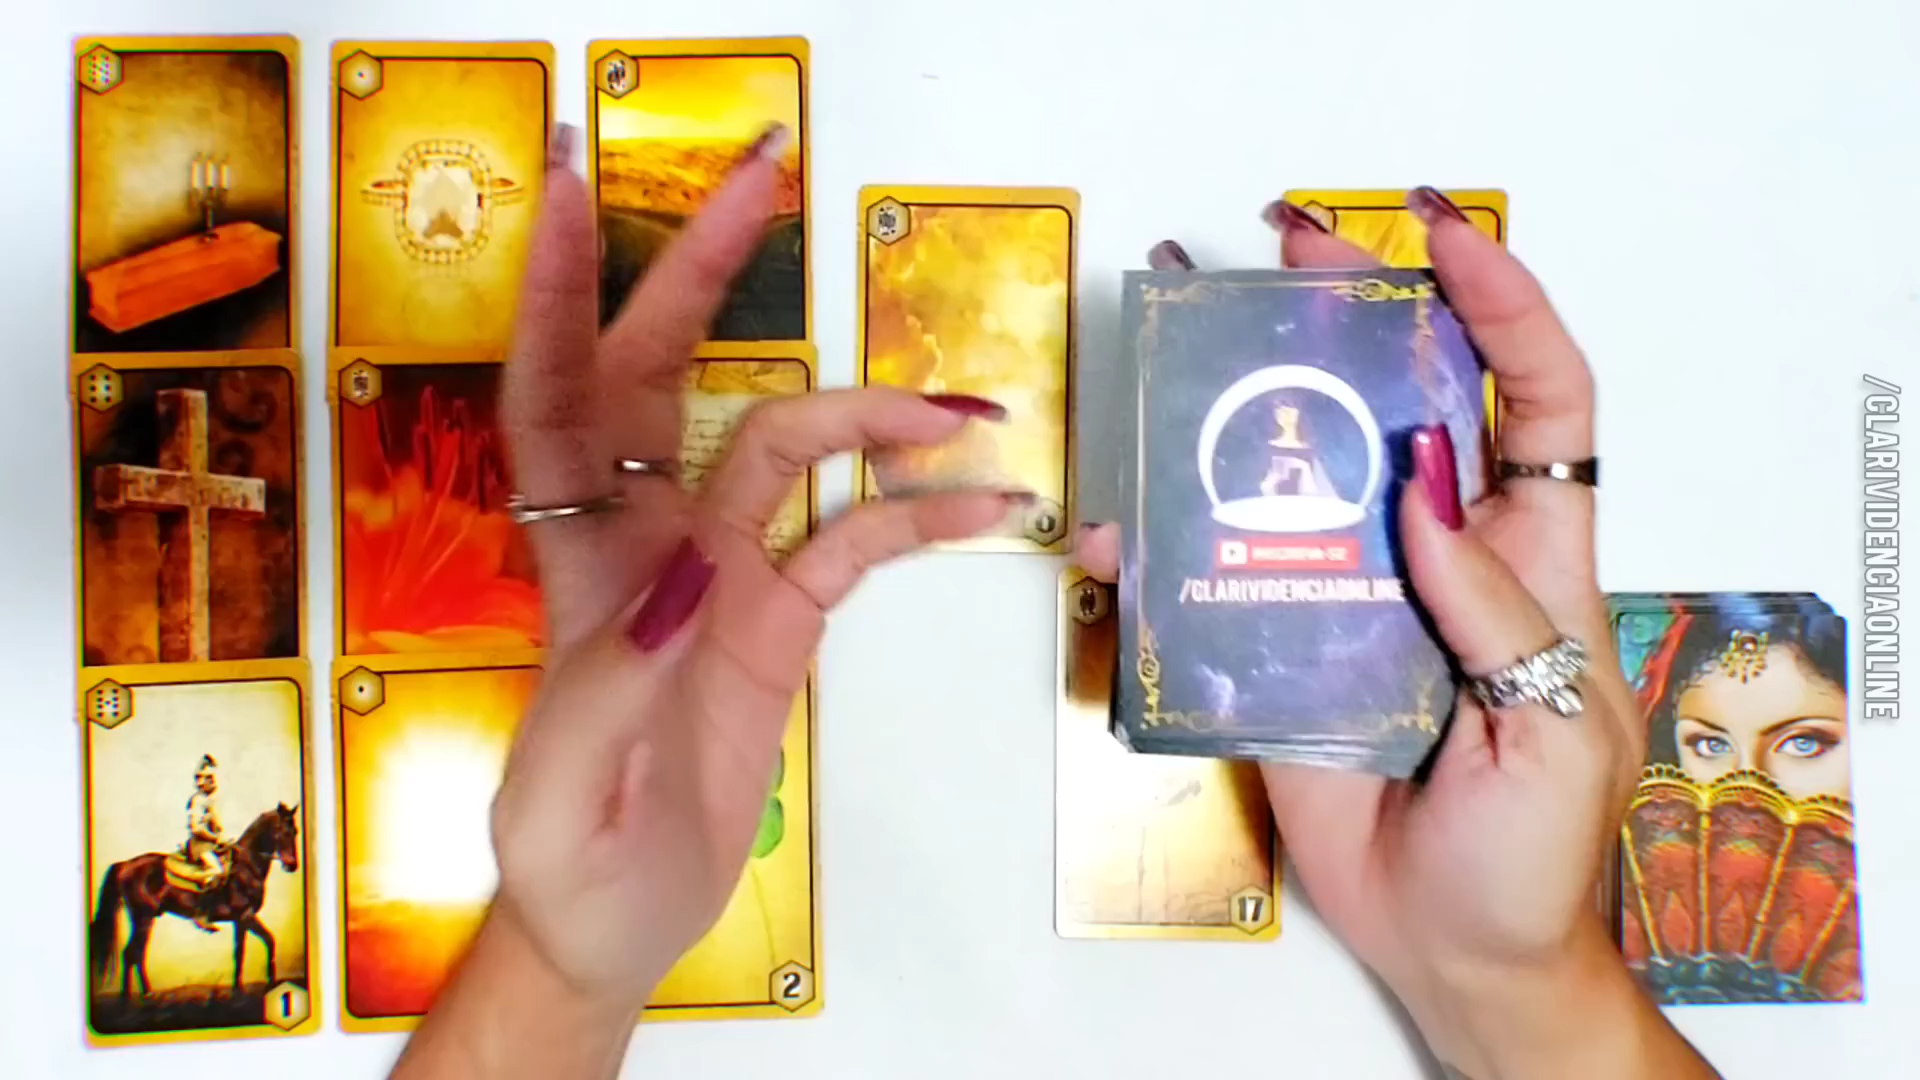 INSCREVA-SE
/CLARIVIDENCIAONLINE
17
1
2
/CLARIVIDENCIAONLINE